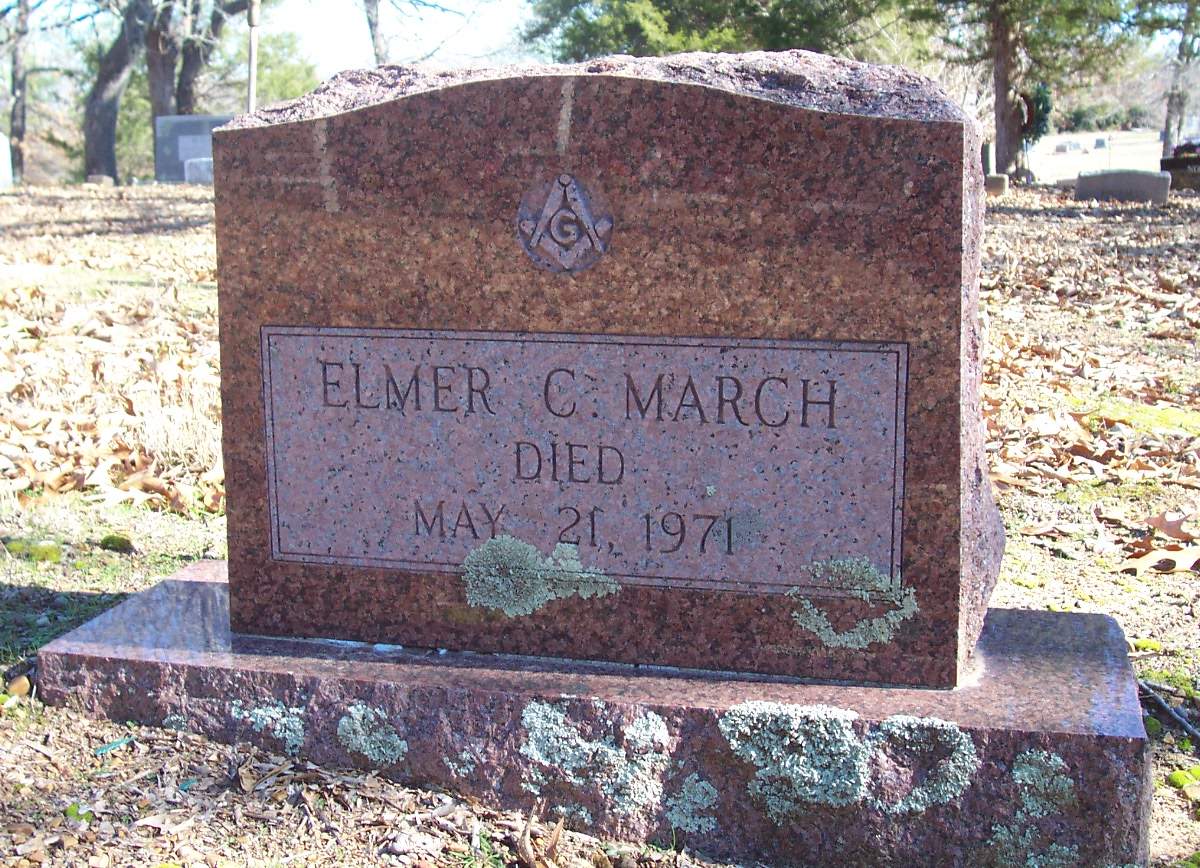 G
ELMER C. MARCH
DIED
MAY 21, 1971